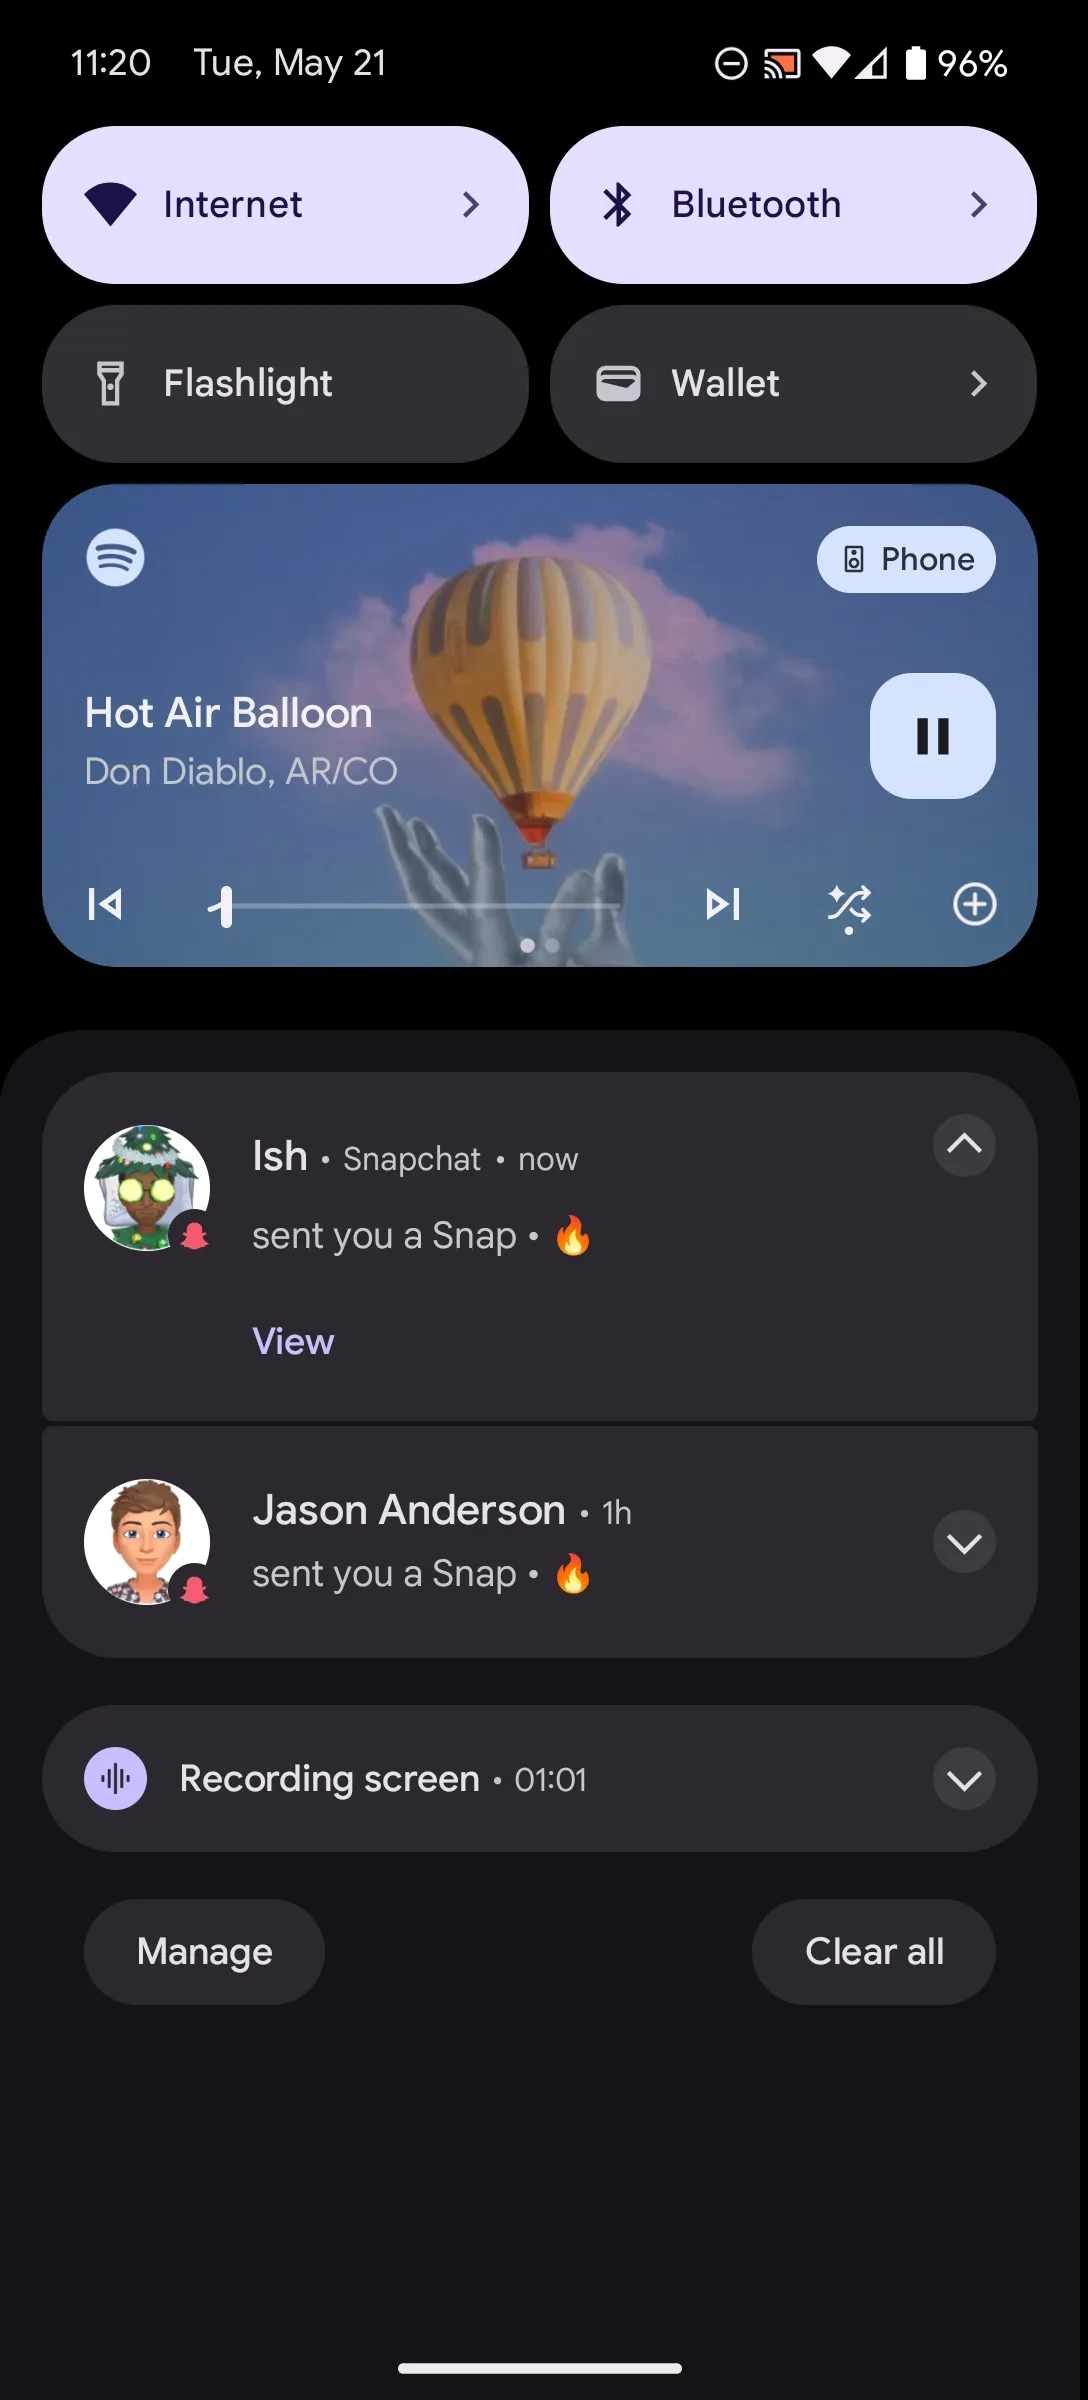 11:20 Tue, May 21 96%
Internet Bluetooth
Flashlight Wallet
Phone
Hot Air Balloon
Don Diablo, AR/CO
Ish • Snapchat • now
sent you a Snap • 🔥
View
Jason Anderson • 1h
sent you a Snap • 🔥
Recording screen • 01:01
Manage Clear all